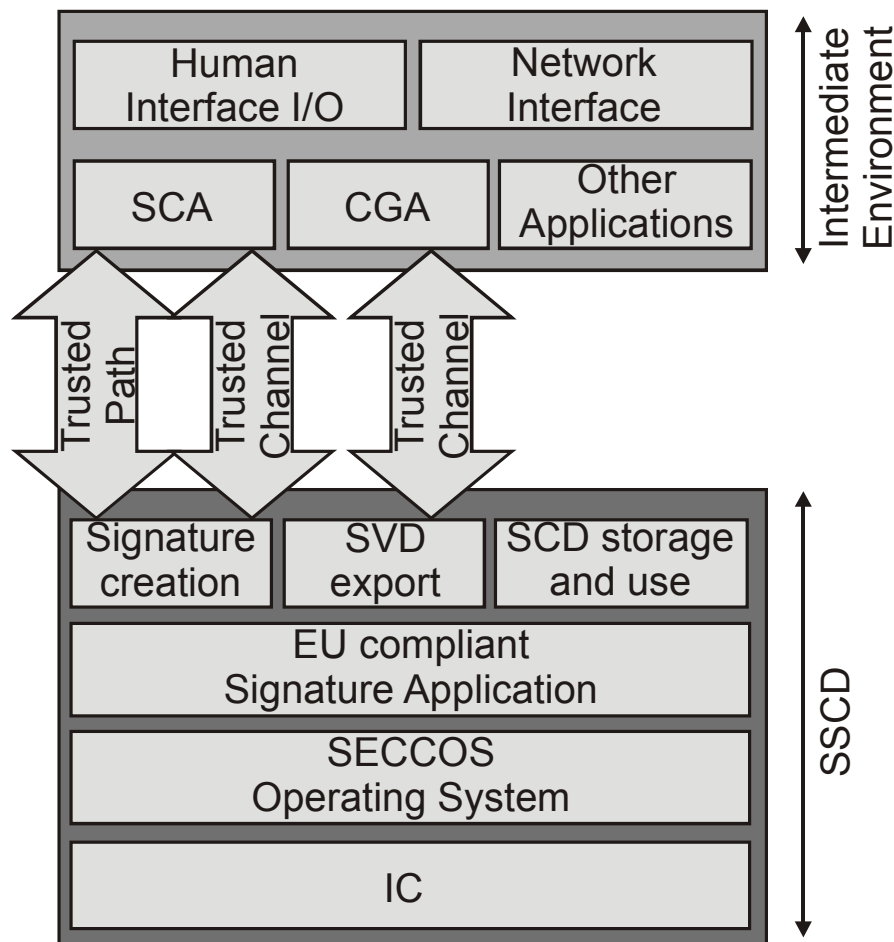 Human
Interface I/O
Network
Interface
SCA
CGA
Other
Applications
Intermediate
Environment
Trusted
Path
Trusted
Channel
Trusted
Channel
Signature
creation
SVD
export
SCD storage
and use
EU compliant
Signature Application
SECCOS
Operating System
IC
SSCD